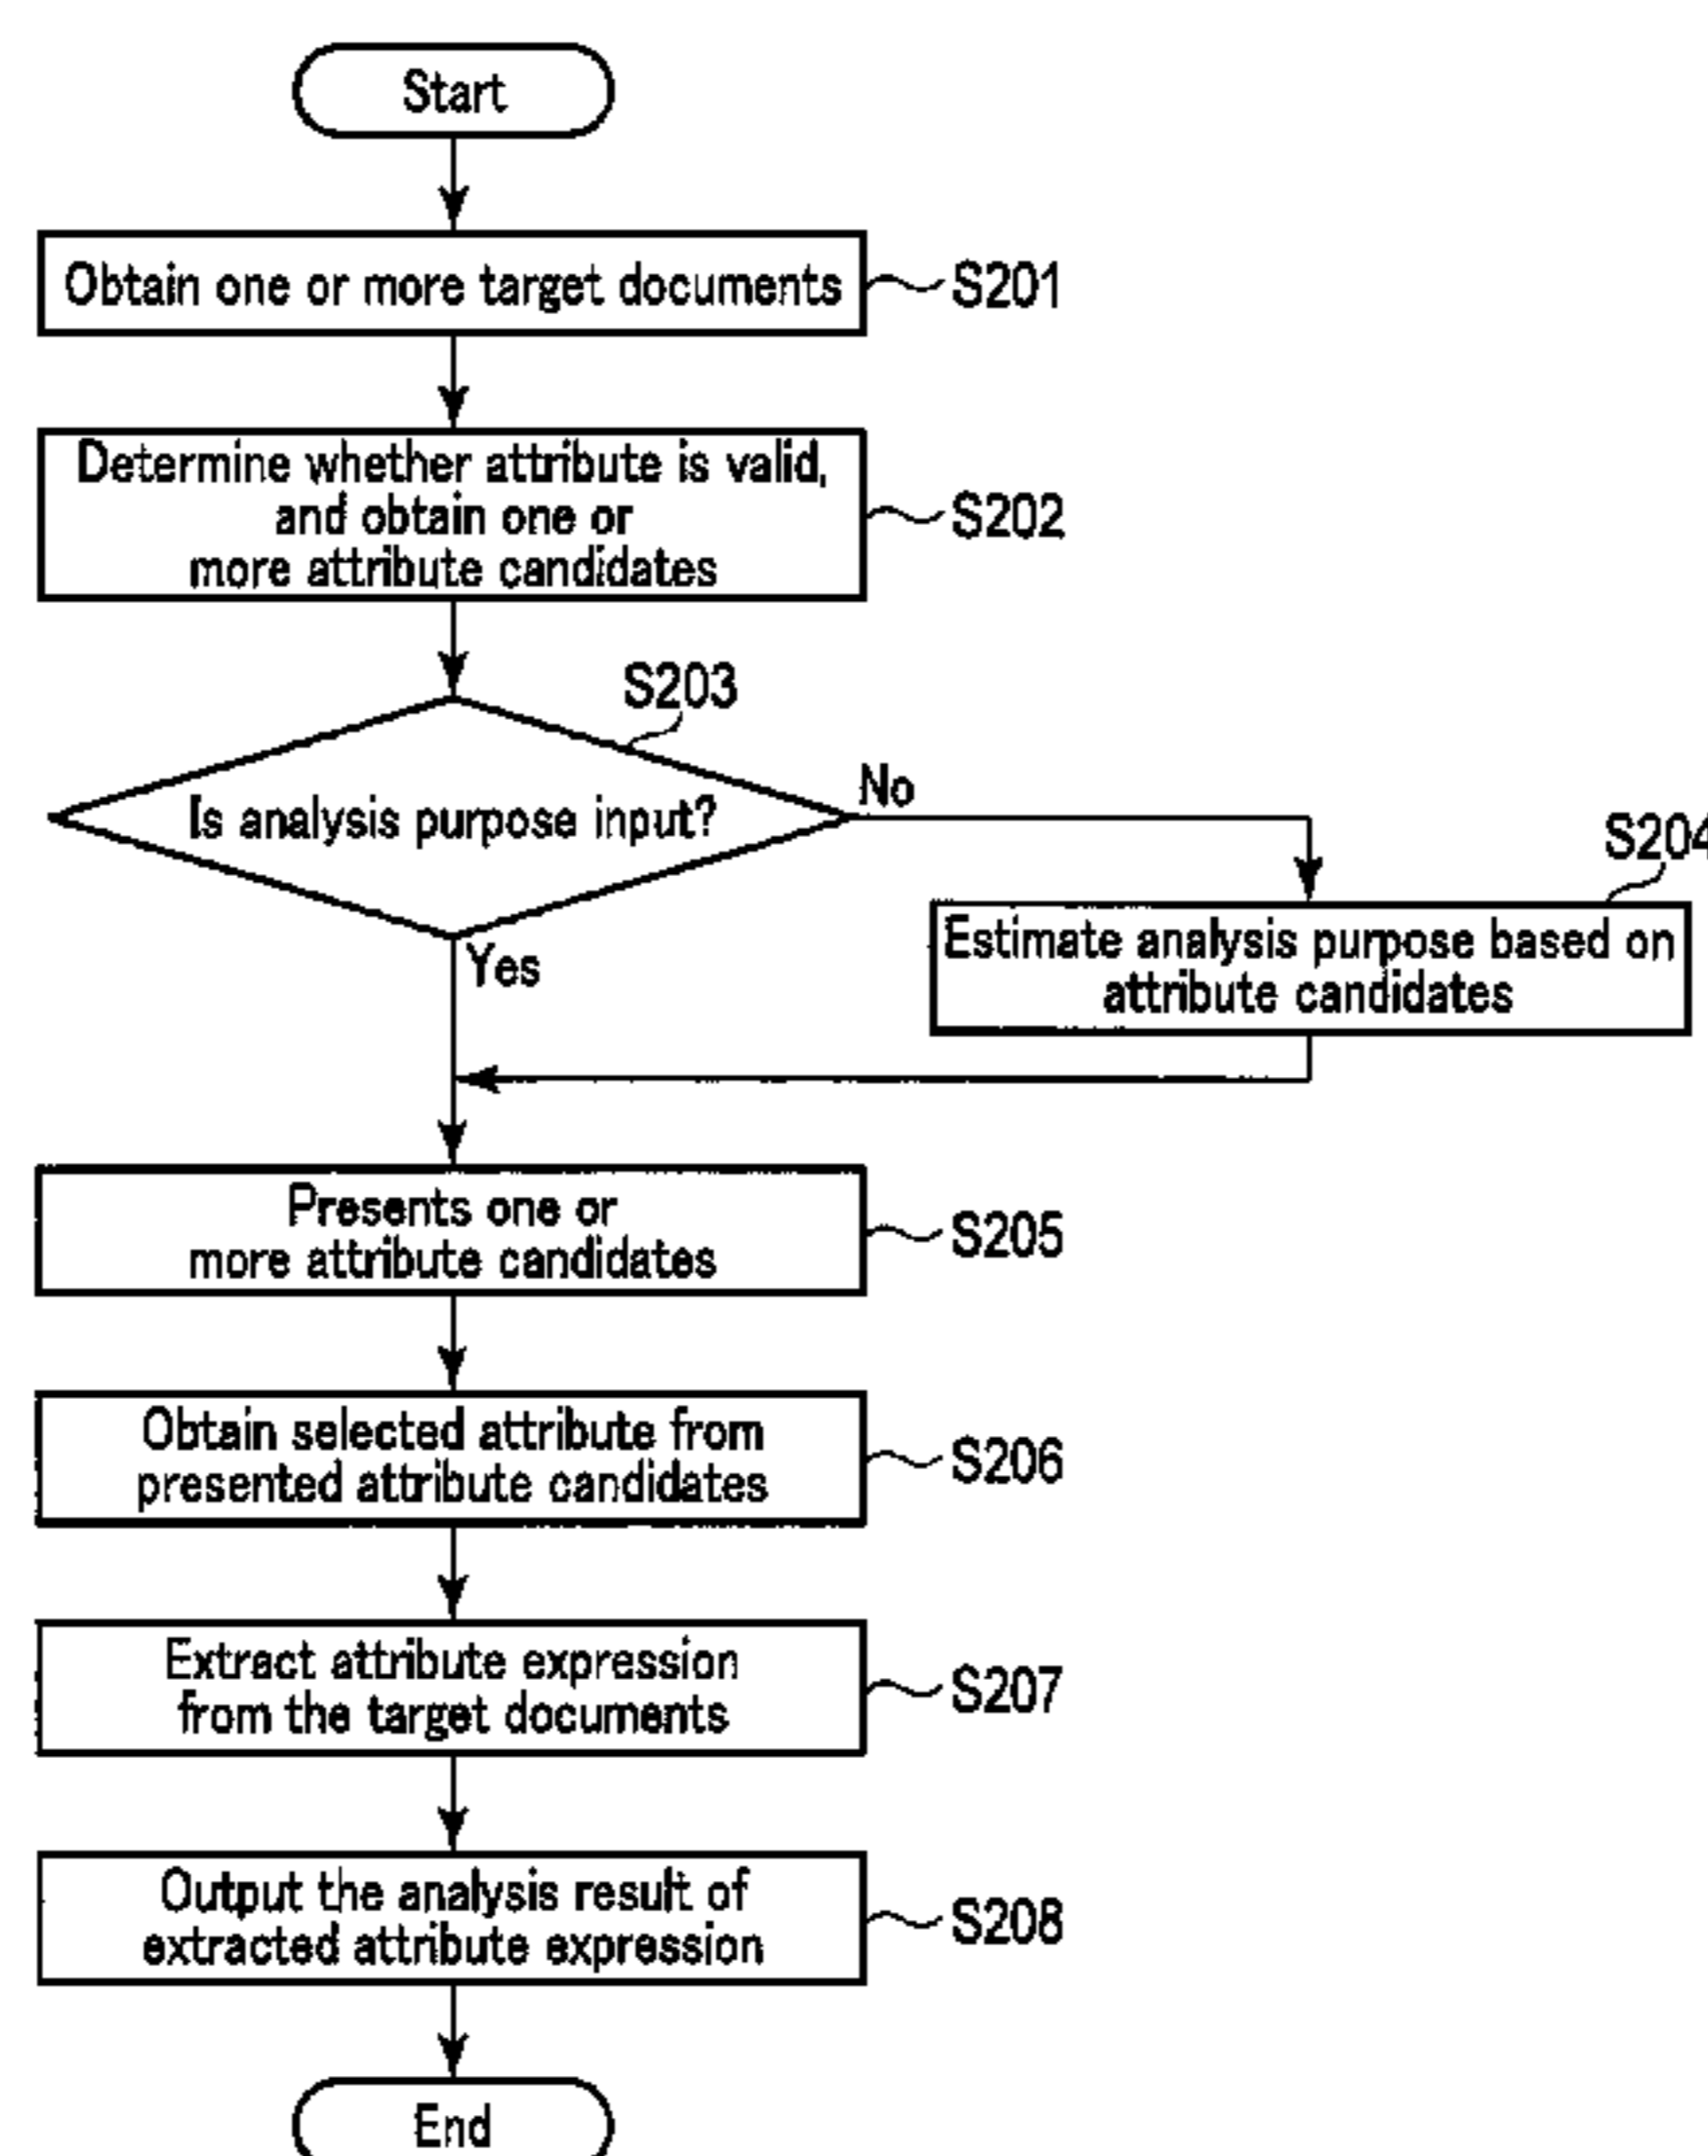 Start
Obtain one or more target documents
S201
Determine whether attribute is valid,
and obtain one or
more attribute candidates
S202
S203
Is analysis purpose input?
No
Yes
S204
Estimate analysis purpose based on
attribute candidates
Presents one or
more attribute candidates
S205
Obtain selected attribute from
presented attribute candidates
S206
Extract attribute expression
from the target documents
S207
Output the analysis result of
extracted attribute expression
S208
End